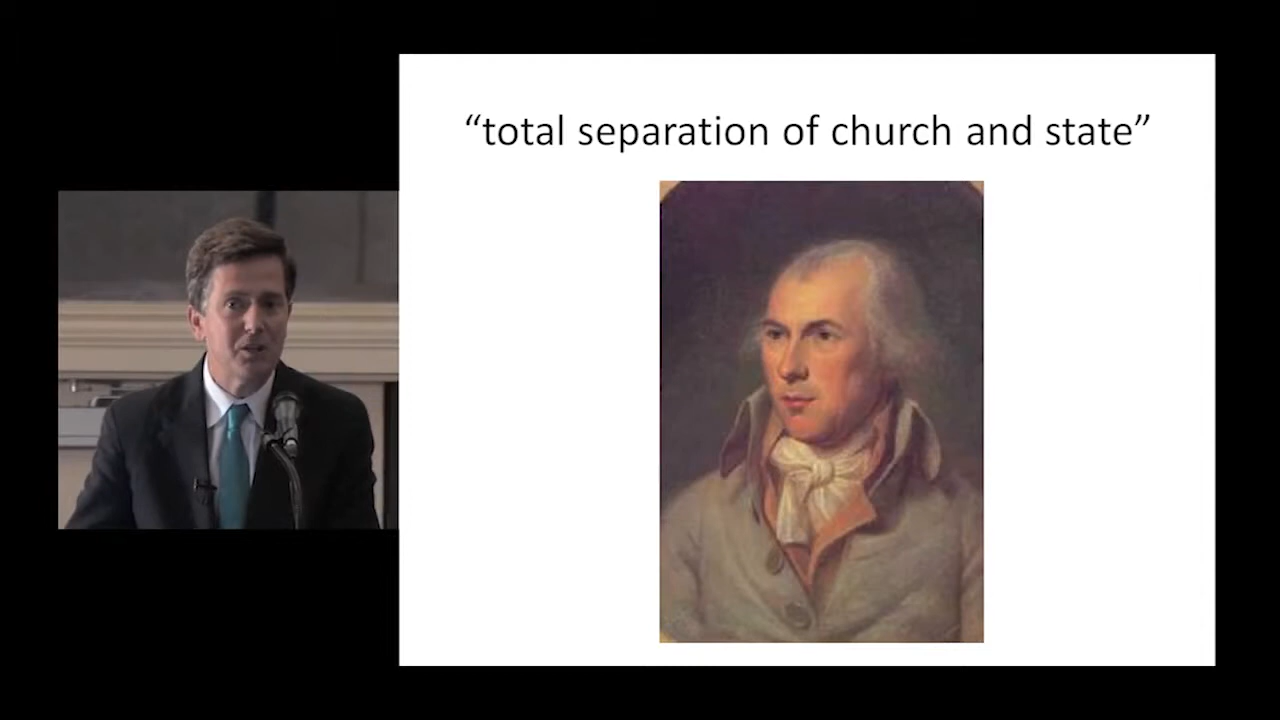 “total separation of church and state”